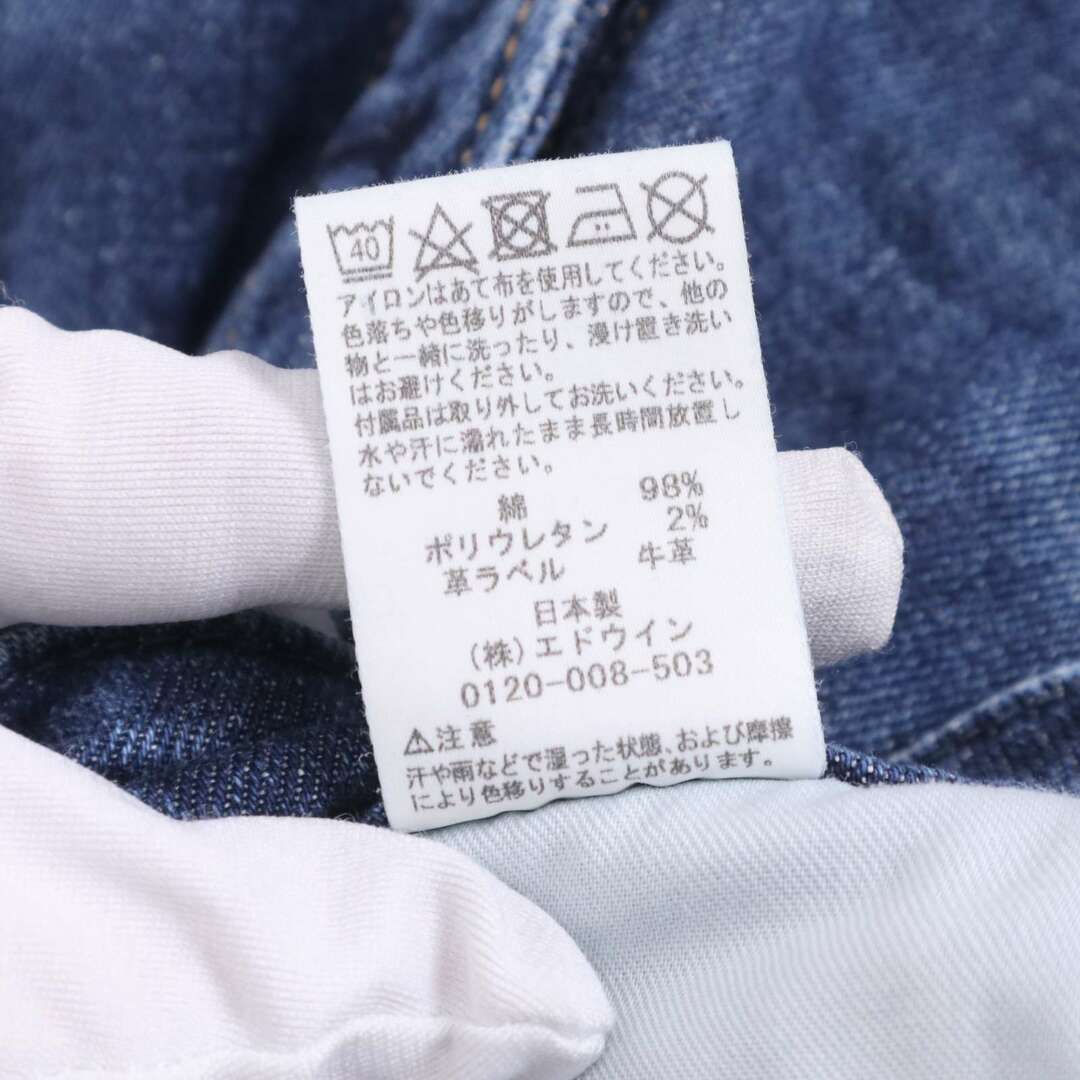 40
アイロンはあて布を使用してください。
色落ちや色移りがしますので、他の
物と一緒に洗ったり、浸け置き洗い
はお避けください。
付属品は取り外してお洗いください。
水や汗に濡れたまま長時間放置し
ないでください。
綿 98%
ポリウレタン 2%
革ラベル 牛革
日本製
(株)エドウイン
0120-008-503
⚠注意
汗や雨などで湿った状態、および摩擦
により色移りすることがあります。